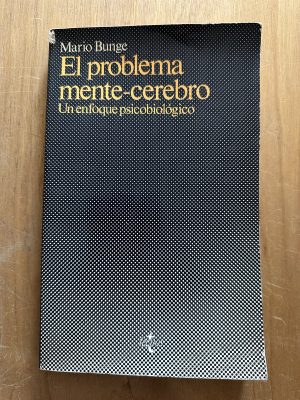 Mario Bunge
El problema
mente-cerebro
Un enfoque psicobiológico